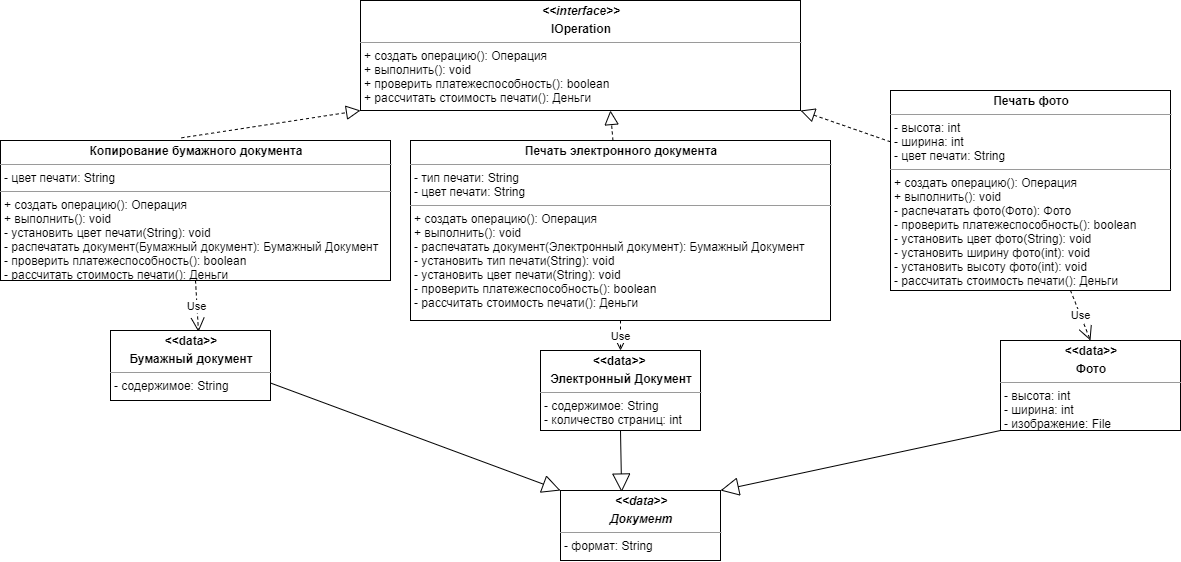 <<interface>>
IOperation
+ создать операцию(): Операция
+ выполнить(): void
+ проверить платежеспособность(): boolean
+ рассчитать стоимость печати(): Деньги
Копирование бумажного документа
- цвет печати: String
+ создать операцию(): Операция
+ выполнить(): void
- установить цвет печати(String): void
- распечатать документ(Бумажный документ): Бумажный Документ
- проверить платежеспособность(): boolean
- рассчитать стоимость печати(): Деньги
Печать электронного документа
- тип печати: String
- цвет печати: String
+ создать операцию(): Операция
+ выполнить(): void
- распечатать документ(Электронный документ): Бумажный Документ
- установить тип печати(String): void
- установить цвет печати(String): void
- проверить платежеспособность(): boolean
- рассчитать стоимость печати(): Деньги
Печать фото
- высота: int
- ширина: int
- цвет печати: String
+ создать операцию(): Операция
+ выполнить(): void
- распечатать фото(Фото): Фото
- проверить платежеспособность(): boolean
- установить цвет фото(String): void
- установить ширину фото(int): void
- установить высоту фото(int): void
- рассчитать стоимость печати(): Деньги
Use
Use
Use
<<data>>
Бумажный документ
- содержимое: String
<<data>>
Электронный Документ
- содержимое: String
- количество страниц: int
<<data>>
Фото
- высота: int
- ширина: int
- изображение: File
<<data>>
Документ
- формат: String